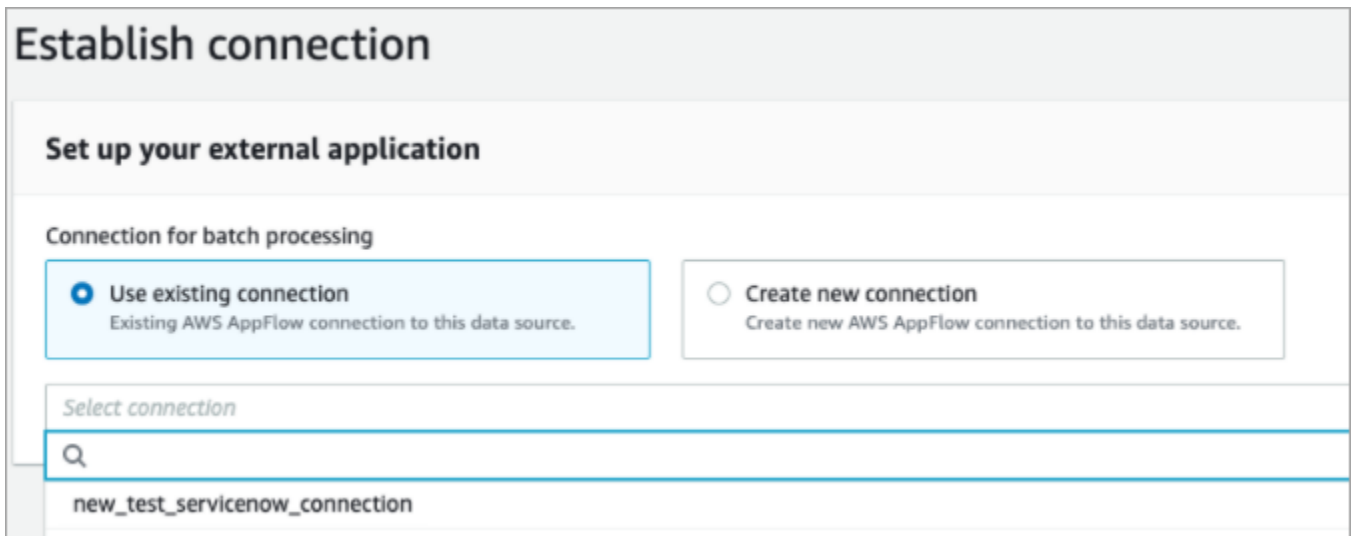 Establish connection
Set up your external application
Connection for batch processing
Use existing connection
Existing AWS AppFlow connection to this data source.
Create new connection
Create new AWS AppFlow connection to this data source.
Select connection
new_test_servicenow_connection